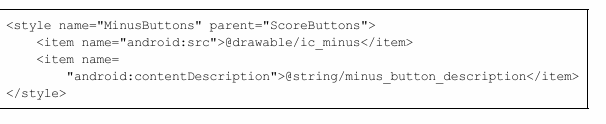 <style name="MinusButtons" parent="ScoreButtons">
    <item name="android:src">@drawable/ic_minus</item>
    <item name=
        "android:contentDescription">@string/minus_button_description</item>
</style>